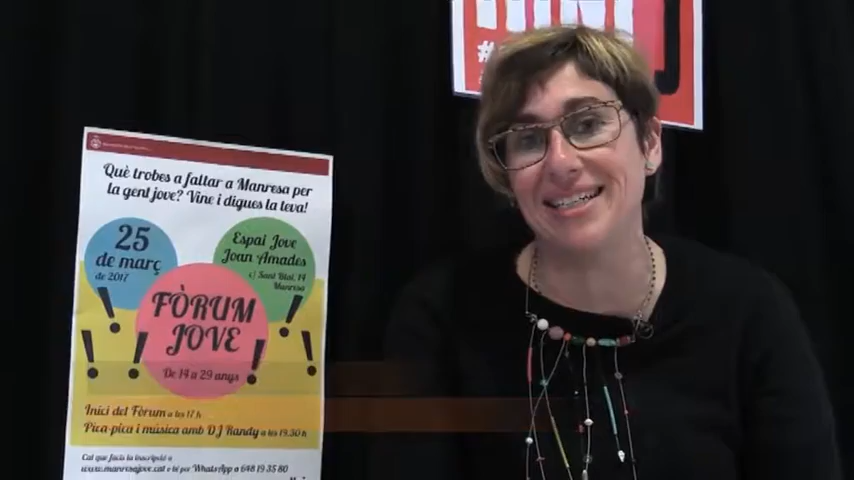 Què trobes a faltar a Manresa per
la gent jove? Vine i digues la teva!
25
de març
de 2017
Espai Jove
Joan Amades
c/ Sant Blai, 14
Manresa
FÒRUM
JOVE
De 14 a 29 anys
Inici del Fòrum a les 17 h
Pica-pica i música amb DJ Randy a les 19.30 h
Cal que facis la inscripció a
www.manresajove.cat o bé per WhatsApp a 648 19 35 80
#
J